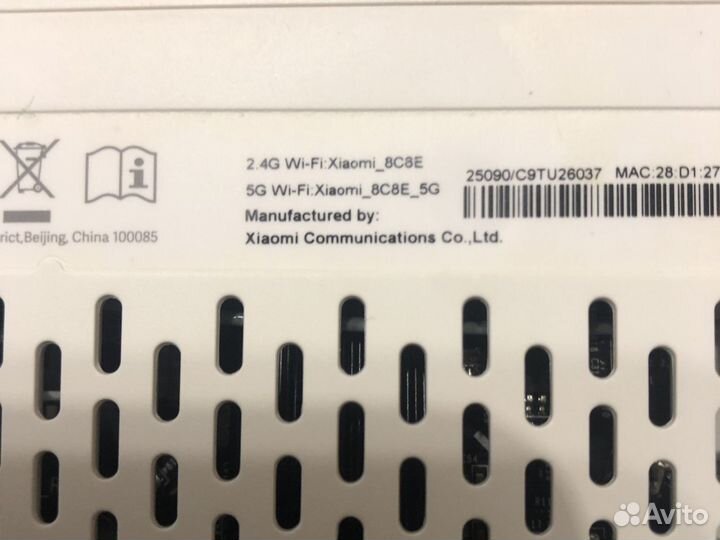 2.4G Wi-Fi:Xiaomi_8C8E
5G Wi-Fi:Xiaomi_8C8E_5G
Manufactured by:
Xiaomi Communications Co.,Ltd.
25090/C9TU26037 MAC:28:D1:27
rict,Beijing, China 100085
Avito